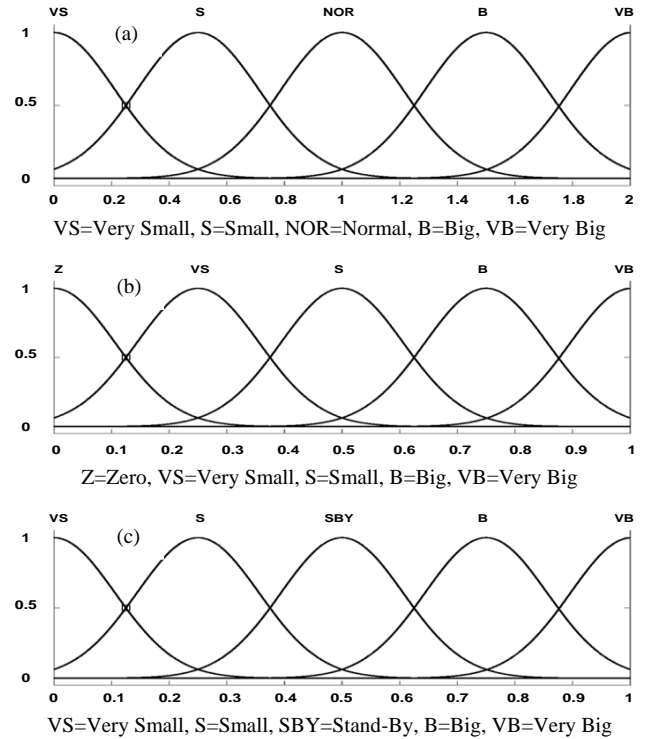 VS S NOR B VB
(a)
1
0.5
0
0 0.2 0.4 0.6 0.8 1 1.2 1.4 1.6 1.8 2
VS=Very Small, S=Small, NOR=Normal, B=Big, VB=Very Big
Z VS S B VB
(b)
1
0.5
0
0 0.1 0.2 0.3 0.4 0.5 0.6 0.7 0.8 0.9 1
Z=Zero, VS=Very Small, S=Small, B=Big, VB=Very Big
VS S SBY B VB
(c)
1
0.5
0
0 0.1 0.2 0.3 0.4 0.5 0.6 0.7 0.8 0.9 1
VS=Very Small, S=Small, SBY=Stand-By, B=Big, VB=Very Big